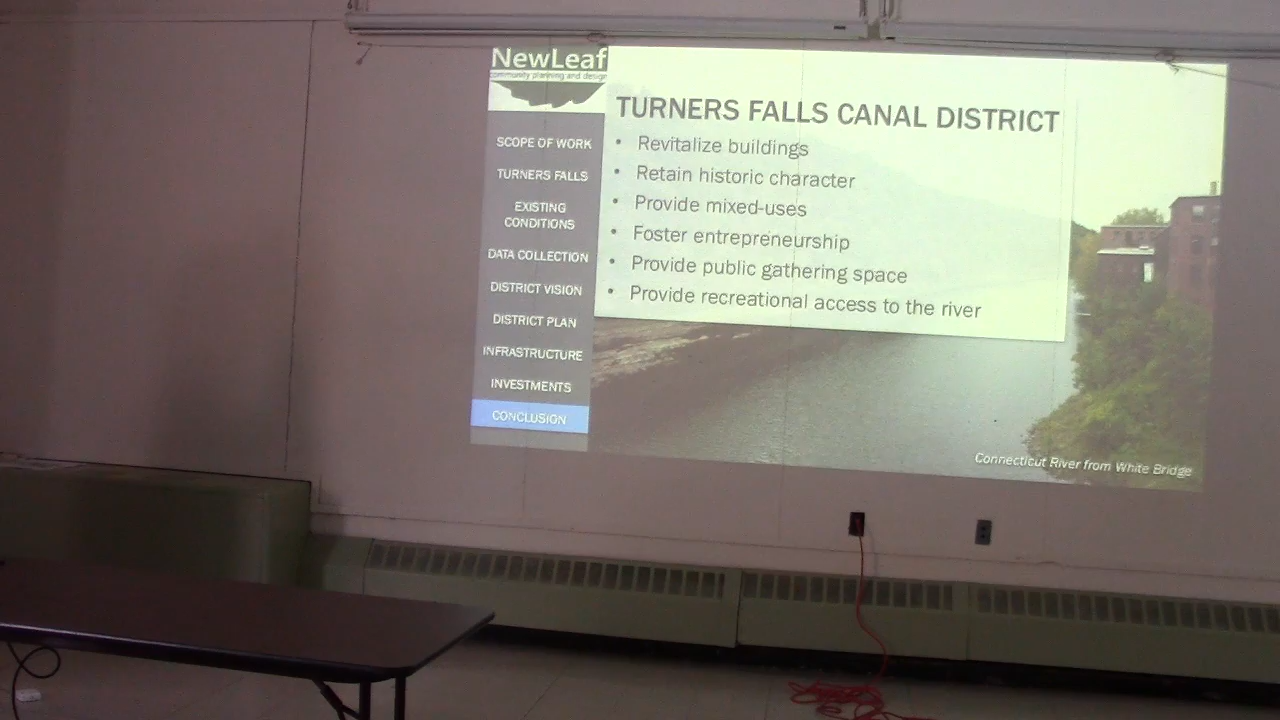 NewLeaf
community planning and design
SCOPE OF WORK
TURNERS FALLS
EXISTING
CONDITIONS
DATA COLLECTION
DISTRICT VISION
DISTRICT PLAN
INFRASTRUCTURE
INVESTMENTS
CONCLUSION
TURNERS FALLS CANAL DISTRICT
• Revitalize buildings
• Retain historic character
• Provide mixed-uses
• Foster entrepreneurship
• Provide public gathering space
• Provide recreational access to the river
Connecticut River from White Bridge